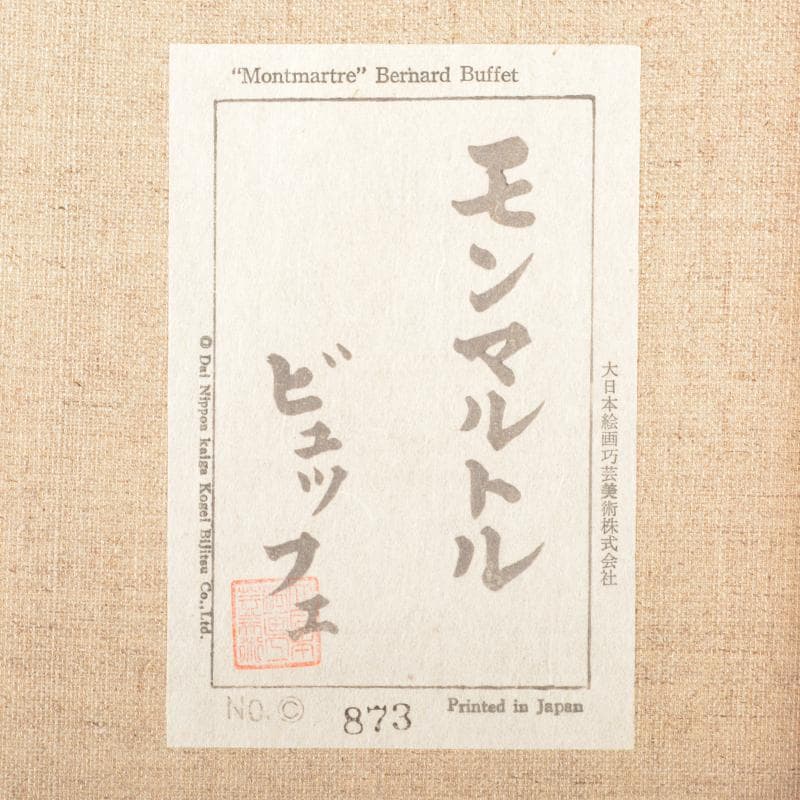 "Montmartre" Bernard Buffet
モンマルトル
ビュッフェ
大日本絵画巧芸美術株式会社
© Dai Nippon kaiga Kogei Bijitsu Co., Ltd.
NO. © 873
Printed in Japan